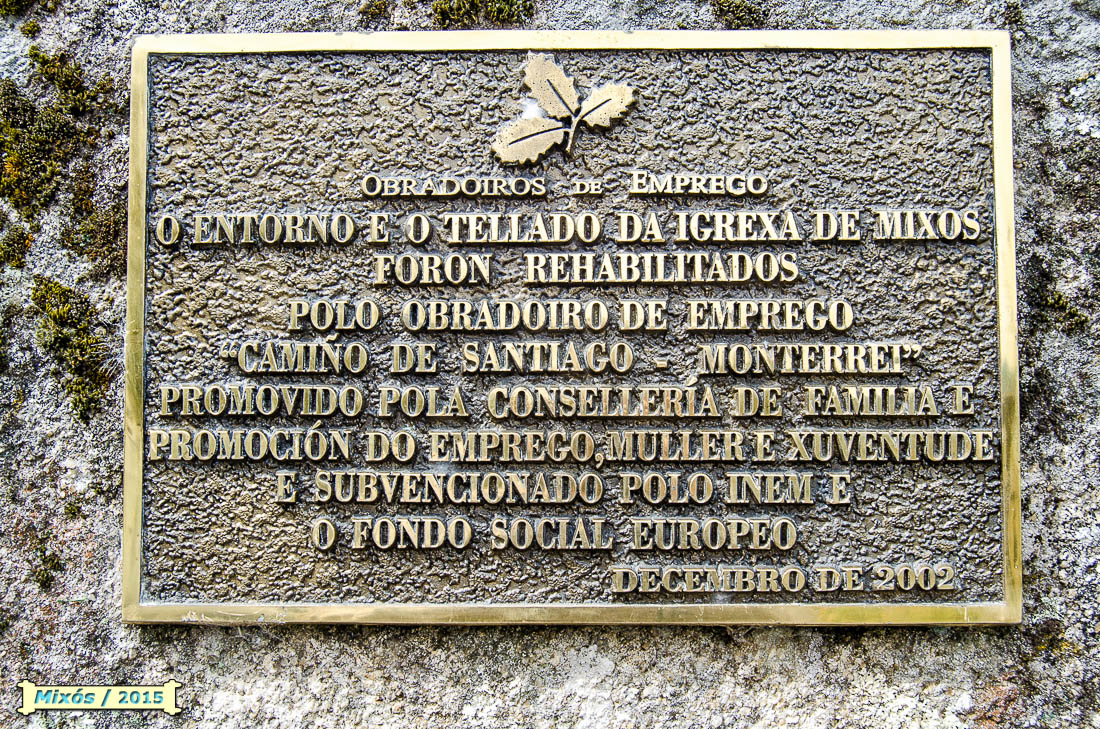 OBRADOIROS DE EMPREGO
O ENTORNO E O TELLADO DA IGREXA DE MIXOS
FORON REHABILITADOS
POLO OBRADOIRO DE EMPREGO
“CAMIÑO DE SANTIAGO - MONTERREI”
PROMOVIDO POLA CONSELLERÍA DE FAMILIA E
PROMOCIÓN DO EMPREGO, MULLER E XUVENTUDE
E SUBVENCIONADO POLO INEM E
O FONDO SOCIAL EUROPEO
DECEMBRO DE 2002
Mixós / 2015